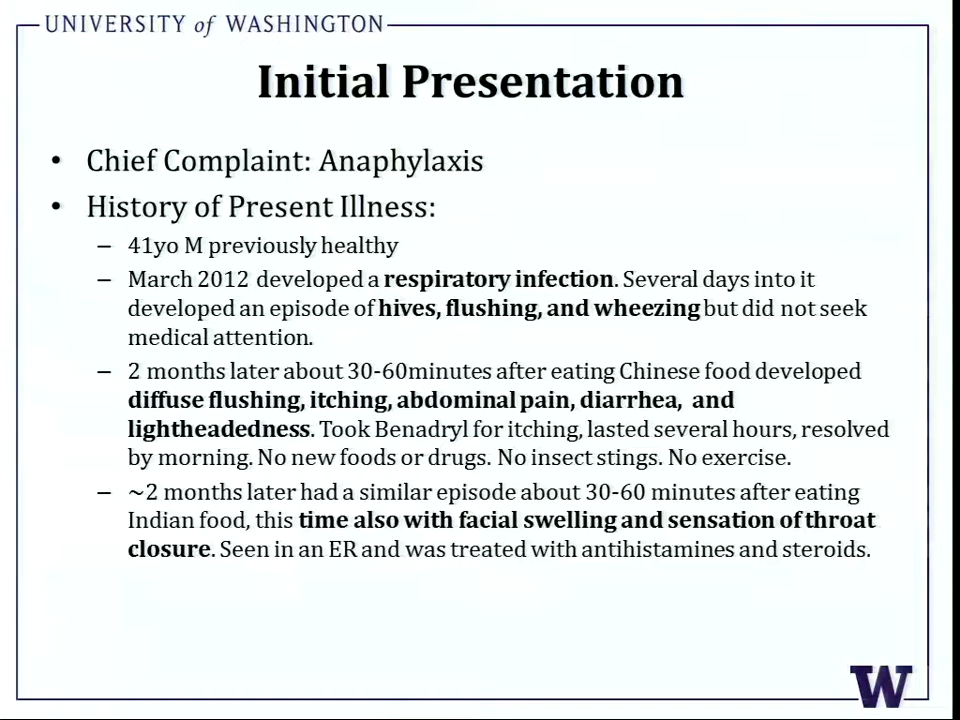 UNIVERSITY of WASHINGTON
Initial Presentation
• Chief Complaint: Anaphylaxis
• History of Present Illness:
– 41yo M previously healthy
– March 2012 developed a respiratory infection. Several days into it
developed an episode of hives, flushing, and wheezing but did not seek
medical attention.
– 2 months later about 30-60minutes after eating Chinese food developed
diffuse flushing, itching, abdominal pain, diarrhea, and
lightheadedness. Took Benadryl for itching, lasted several hours, resolved
by morning. No new foods or drugs. No insect stings. No exercise.
– ~2 months later had a similar episode about 30-60 minutes after eating
Indian food, this time also with facial swelling and sensation of throat
closure. Seen in an ER and was treated with antihistamines and steroids.
W